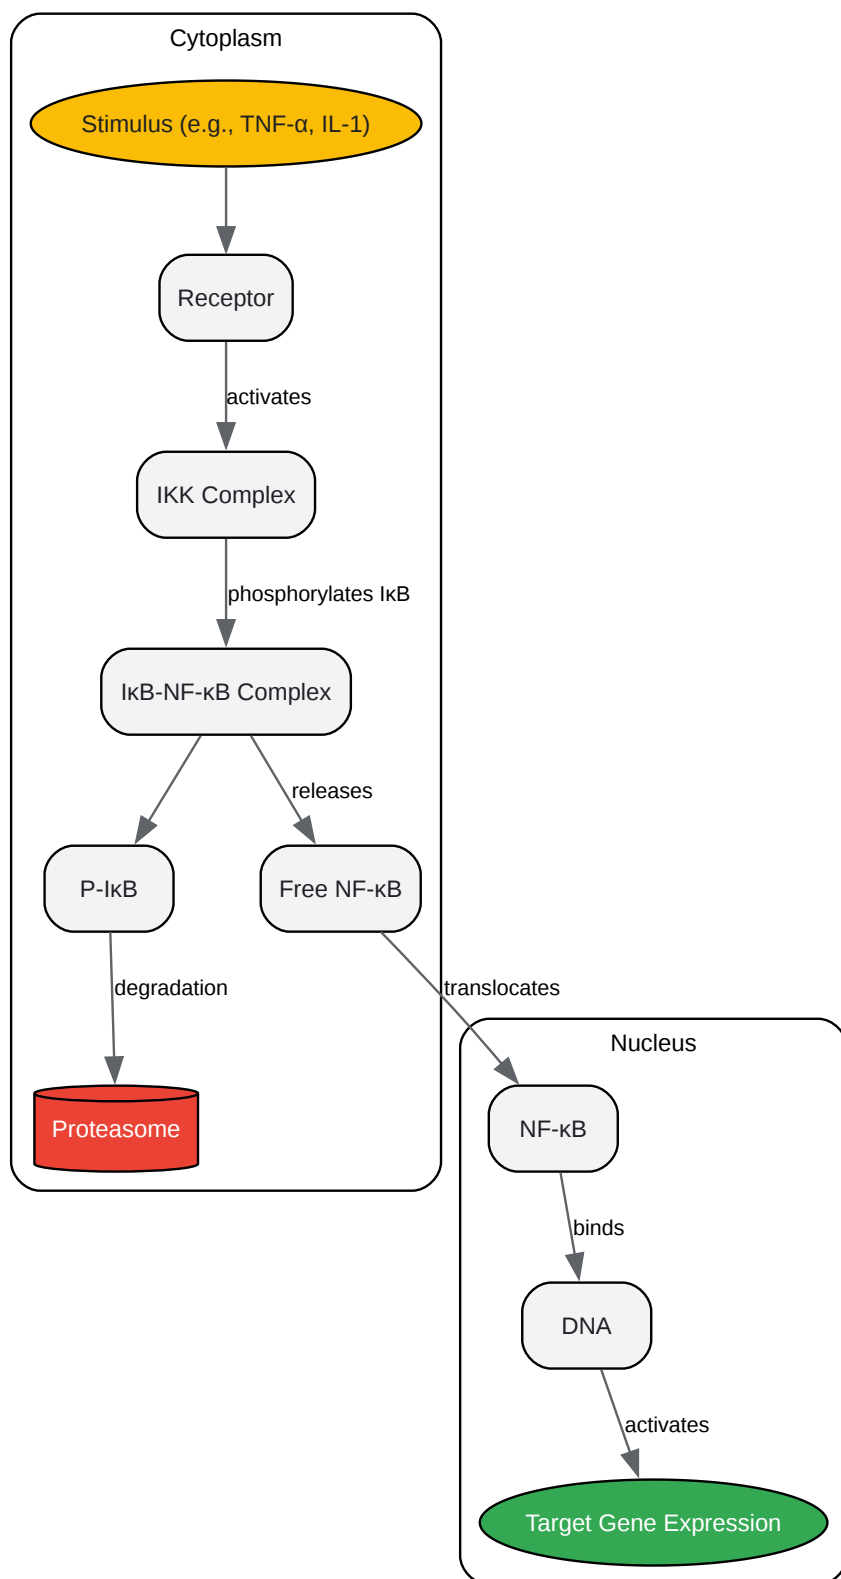 Cytoplasm
Stimulus (e.g., TNF-α, IL-1)
Receptor
activates
IKK Complex
phosphorylates IκB
IκB-NF-κB Complex
releases
P-IκB
Free NF-κB
degradation
translocates
Nucleus
Proteasome
NF-κB
binds
DNA
activates
Target Gene Expression